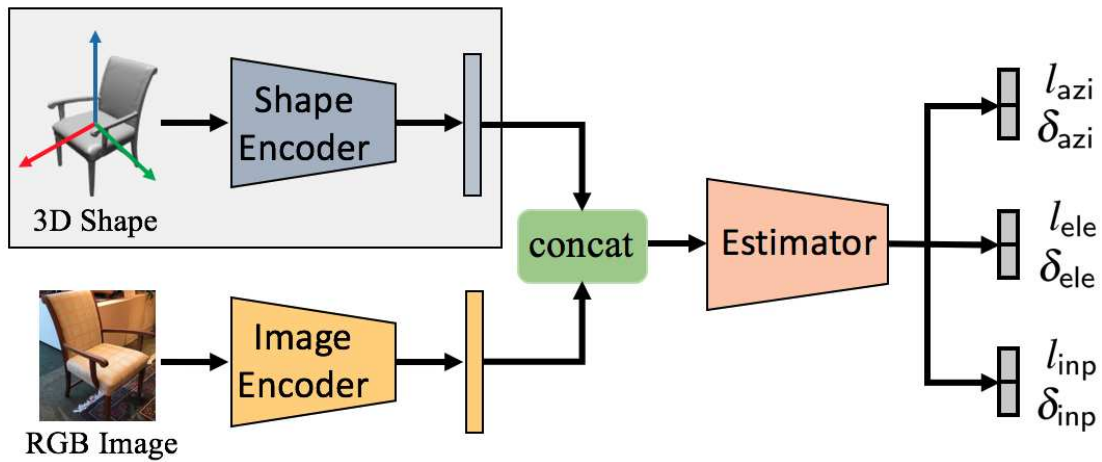 Shape
Encoder
3D Shape
concat
Estimator
Image
Encoder
RGB Image
l_azi
δ_azi
l_ele
δ_ele
l_inp
δ_inp